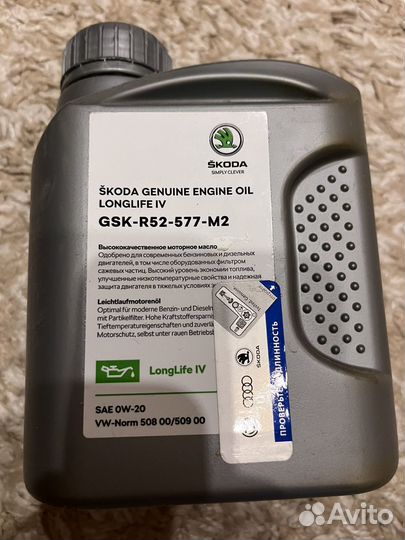 ŠKODA
SIMPLY CLEVER
ŠKODA GENUINE ENGINE OIL
LONGLIFE IV
GSK-R52-577-M2
Высококачественное моторное масло
Одобрено для современных бензиновых и дизельных
двигателей, в том числе оборудованных фильтром
сажевых частиц. Высокий уровень экономии топлива,
улучшенные низкотемпературные свойства и надежная
защита двигателя в тяжелых условиях
Leichtlaufmotorenöl
Optimal für moderne Benzin- und Dieselm
mit Partikelfilter. Hohe Kraftstoffersparnis
Tieftemperatureigenschaften und zuverlä
Motorschutz, selbst unter rauen Betriebsb
LongLife IV
SAE 0W-20
VW-Norm 508 00/509 00
ŠKODA
ПРОВЕРЬТЕ ПОДЛИННОСТЬ
Avito